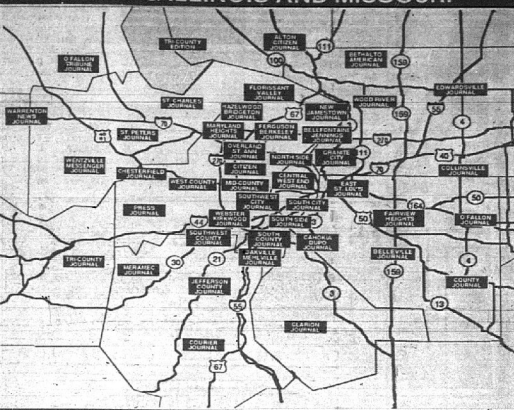 ILLINOIS AND MISSOURI
TRI-COUNTY
EDITION
ALTON
CITIZEN
JOURNAL
111
100
BETHALTO
AMERICAN
JOURNAL
159
O'FALLON
TRIBUNE
JOURNAL
FLORISSANT
VALLEY
JOURNAL
EDWARDSVILLE
JOURNAL
ST CHARLES
JOURNAL
HAZELWOOD
BRIDGETON
JOURNAL
67
NEW
JAMESTOWN
JOURNAL
WOOD RIVER
JOURNAL
159
4
WARRENTON
NEWS
JOURNAL
ST PETERS
JOURNAL
70
MARYLAND
HEIGHTS
JOURNAL
FERGUSON
BERKELEY
JOURNAL
BELLEFONTAINE
JENNINGS
JOURNAL
270
WENTZVILLE
MESSENGER
JOURNAL
OVERLAND
ST ANN
JOURNAL
CITIZEN
JOURNAL
NORTH SIDE
JOURNAL
GRANITE
CITY
JOURNAL
111
40
COLLINSVILLE
JOURNAL
CHESTERFIELD
JOURNAL
WEST COUNTY
JOURNAL
MID-COUNTY
JOURNAL
CENTRAL
WEST END
JOURNAL
EAST
ST LOUIS
JOURNAL
70
50
PRESS
JOURNAL
SOUTHWEST
CITY
JOURNAL
SOUTH CITY
JOURNAL
64
44
WEBSTER
KIRKWOOD
JOURNAL
SOUTH SIDE
JOURNAL
50
FAIRVIEW
HEIGHTS
JOURNAL
O'FALLON
JOURNAL
SOUTHWEST
COUNTY
JOURNAL
SOUTH
COUNTY
JOURNAL
CAHOKIA
DUPO
JOURNAL
TRI-COUNTY
JOURNAL
MERAMEC
JOURNAL
30
21
OAKVILLE
MEHLVILLE
JOURNAL
BELLEVILLE
JOURNAL
159
4
JEFFERSON
COUNTY
JOURNAL
COUNTY
JOURNAL
55
3
13
CLARION
JOURNAL
COURIER
JOURNAL
67